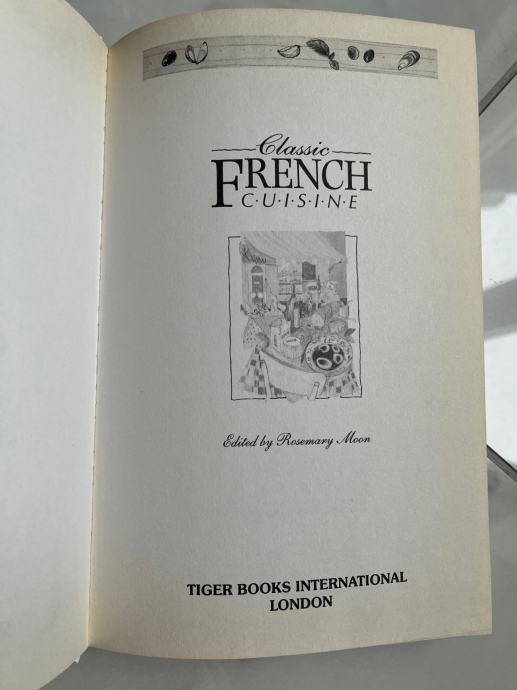 Classic
FRENCH
C·U·I·S·I·N·E
Edited by Rosemary Moon
TIGER BOOKS INTERNATIONAL
LONDON